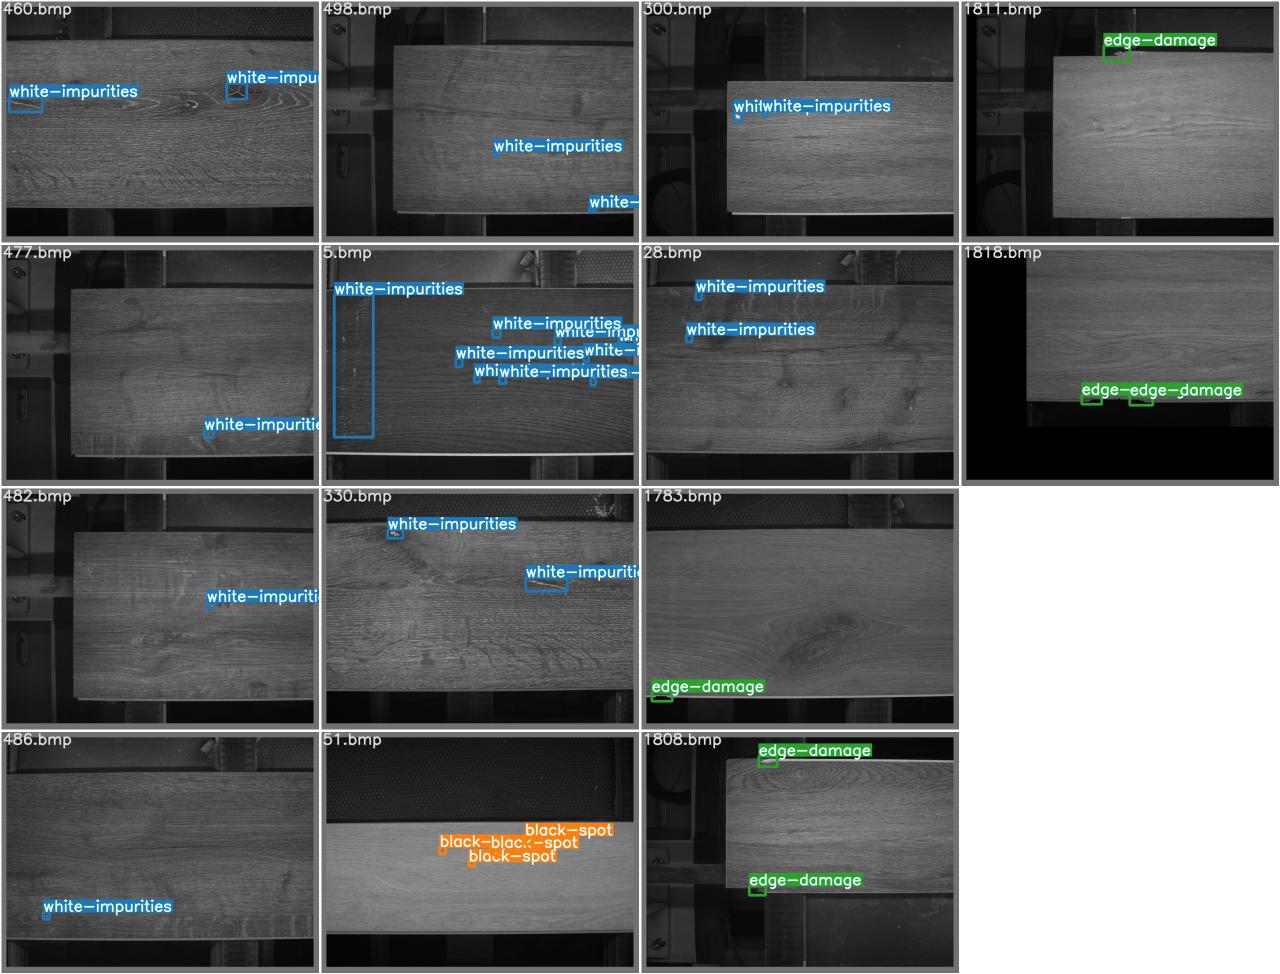 460.bmp
white-impu
white-impurities
498.bmp
white-impurities
white-
300.bmp
whi
white-impurities
1811.bmp
edge-damage
477.bmp
white-impuritie
5.bmp
white-impurities
white-impurities
white-impu
white-impurities
white-i
whi
white-impurities
28.bmp
white-impurities
white-impurities
1818.bmp
edge-
edge-damage
482.bmp
white-impuriti
330.bmp
white-impurities
white-impuriti
1783.bmp
edge-damage
486.bmp
white-impurities
51.bmp
black-spot
black-
black-spot
black-spot
1808.bmp
edge-damage
edge-damage